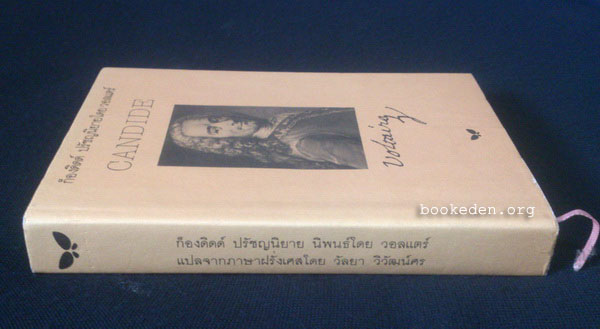 ก็องดิดด์ ปรัชญนิยายโดย วอลแตร์
CANDIDE
Voltaire
bookeden.org
ก็องดิดด์ ปรัชญนิยาย นิพนธ์โดย วอลแตร์
แปลจากภาษาฝรั่งเศสโดย วัลยา วิวัฒน์ศร